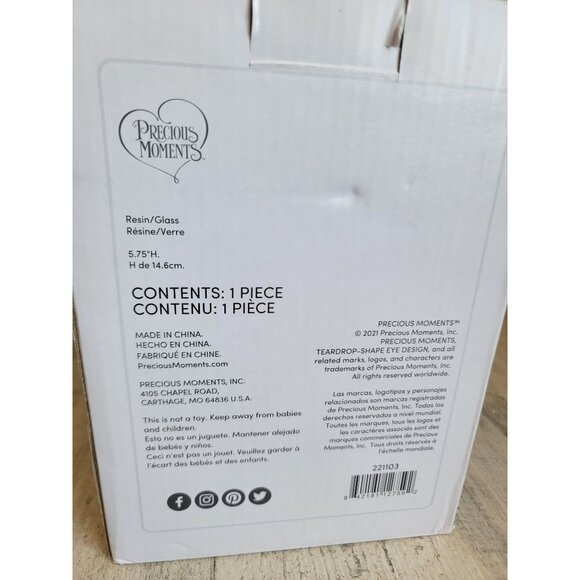 PRECIOUS
MOMENTS™
Resin/Glass
Résine/Verre
5.75"H.
H de 14.6cm.
CONTENTS: 1 PIECE
CONTENU: 1 PIÈCE
MADE IN CHINA.
HECHO EN CHINA.
FABRIQUÉ EN CHINE.
PreciousMoments.com
PRECIOUS MOMENTS, INC.
4105 CHAPEL ROAD,
CARTHAGE, MO 64836 U.S.A.
This is not a toy. Keep away from babies
and children.
Esto no es un juguete. Mantener alejado
de bebés y niños.
Ceci n'est pas un jouet. Veuillez garder à
l'écart des bébés et des enfants.
PRECIOUS MOMENTS™
© 2021 Precious Moments, Inc.
PRECIOUS MOMENTS,
TEARDROP-SHAPE EYE DESIGN, and all
related marks, logos, and characters are
trademarks of Precious Moments, Inc.
All rights reserved worldwide.
Las marcas, logotipos y personajes
relacionados son marcas registradas
de Precious Moments, Inc. Todos los
derechos reservados a nivel mundial.
Toutes les marques, tous les logos et
les caractères associés sont des
marques commerciales de Precious
Moments, Inc. Tous droits réservés à
l'échelle mondiale.
221103
8 42181 12759 2